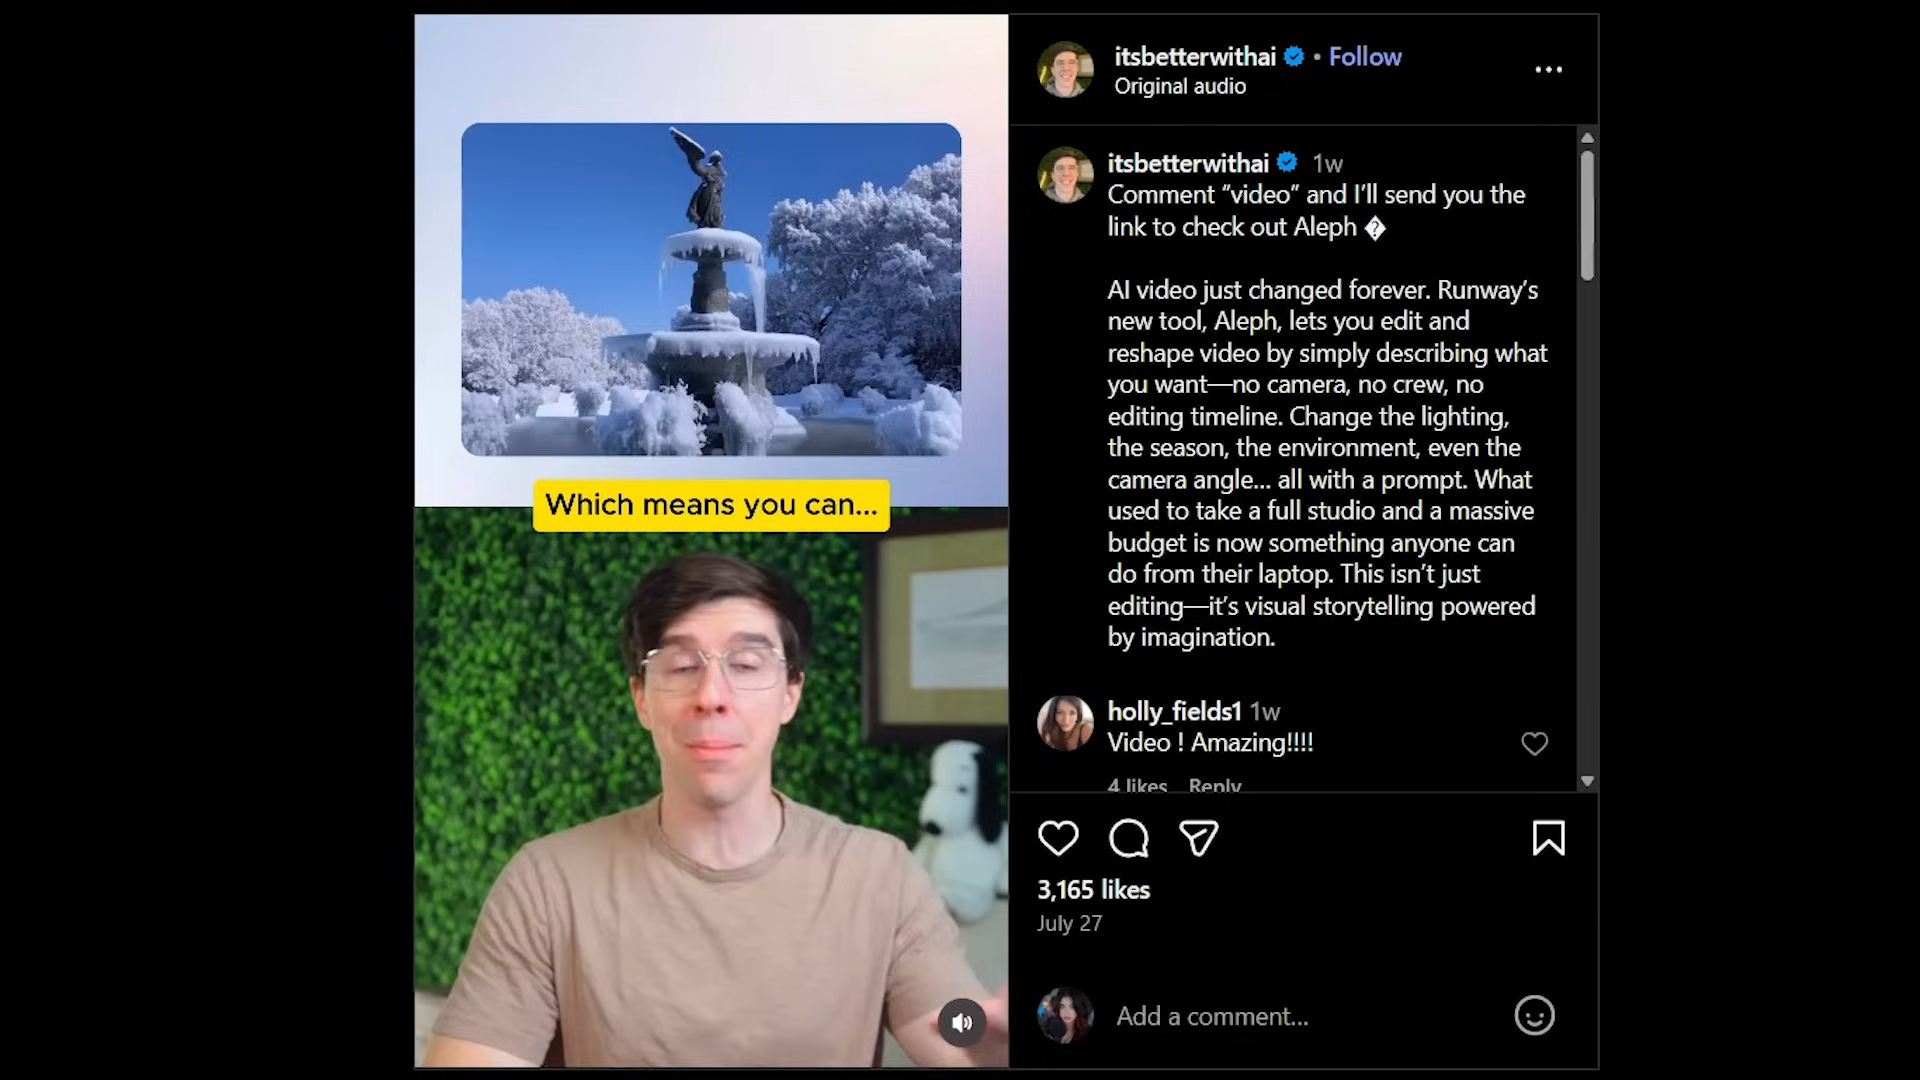 Which means you can...
itsbetterwithai • Follow
Original audio
itsbetterwithai 1w
Comment “video” and I’ll send you the
link to check out Aleph �
AI video just changed forever. Runway’s
new tool, Aleph, lets you edit and
reshape video by simply describing what
you want—no camera, no crew, no
editing timeline. Change the lighting,
the season, the environment, even the
camera angle… all with a prompt. What
used to take a full studio and a massive
budget is now something anyone can
do from their laptop. This isn’t just
editing—it’s visual storytelling powered
by imagination.
holly_fields1 1w
Video ! Amazing!!!!
4 likes Reply
3,165 likes
July 27
Add a comment...